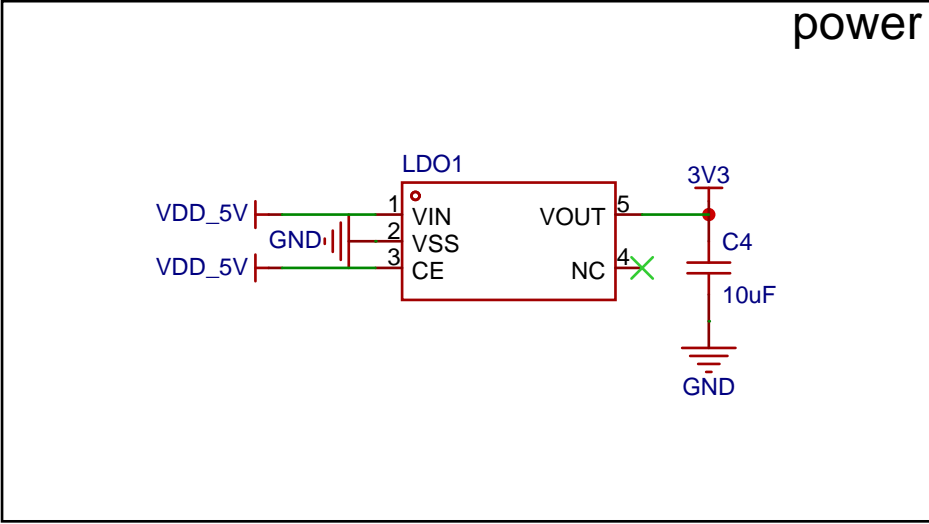 power
LDO1
3V3
VDD_5V
1
VIN
VOUT
5
GND
2
VSS
C4
VDD_5V
3
CE
NC
4
10uF
GND